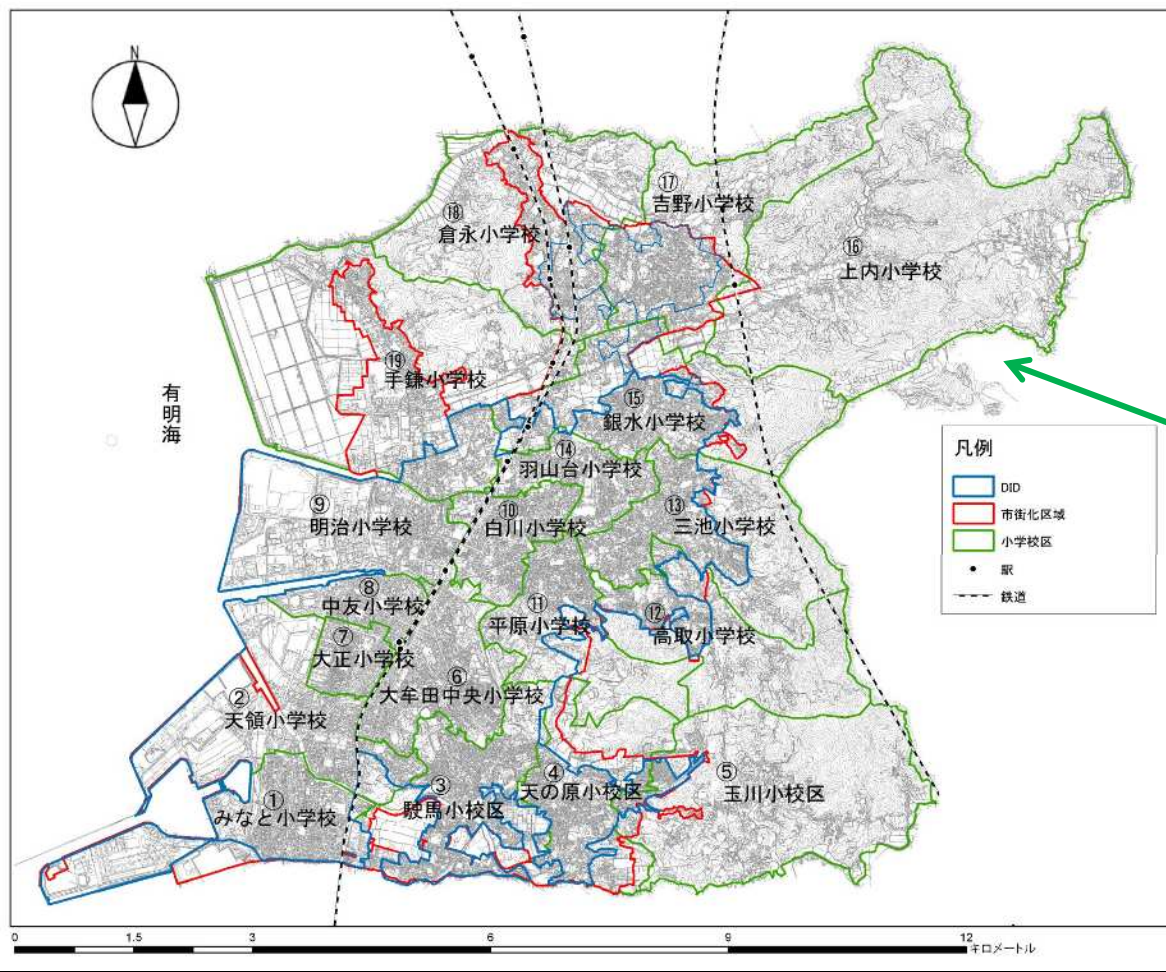 N
⑰
吉野小学校
⑱
倉永小学校
⑯
上内小学校
⑲
手鎌小学校
有明海
⑮
銀水小学校
凡例
DID
市街化区域
小学校区
駅
鉄道
⑭
羽山台小学校
⑨
明治小学校
⑩
白川小学校
⑬
三池小学校
⑧
中友小学校
⑪
平原小学校
⑫
高取小学校
⑦
大正小学校
⑥
大牟田中央小学校
②
天領小学校
①
みなと小学校
③
駛馬小校区
④
天の原小校区
⑤
玉川小校区
0 1.5 3 6 9 12
キロメートル